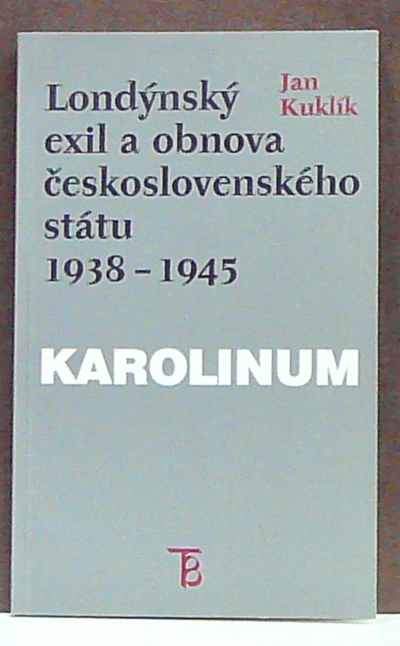 Jan
Kuklík
Londýnský
exil a obnova
československého
státu
1938 – 1945
KAROLINUM